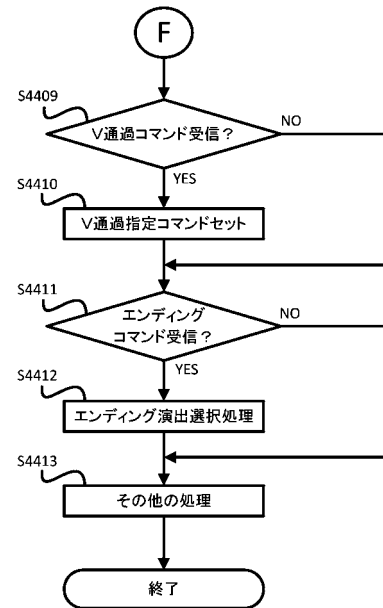 F
S4409
V通過コマンド受信？
NO
YES
S4410
V通過指定コマンドセット
S4411
エンディング
コマンド受信？
NO
YES
S4412
エンディング演出選択処理
S4413
その他の処理
終了